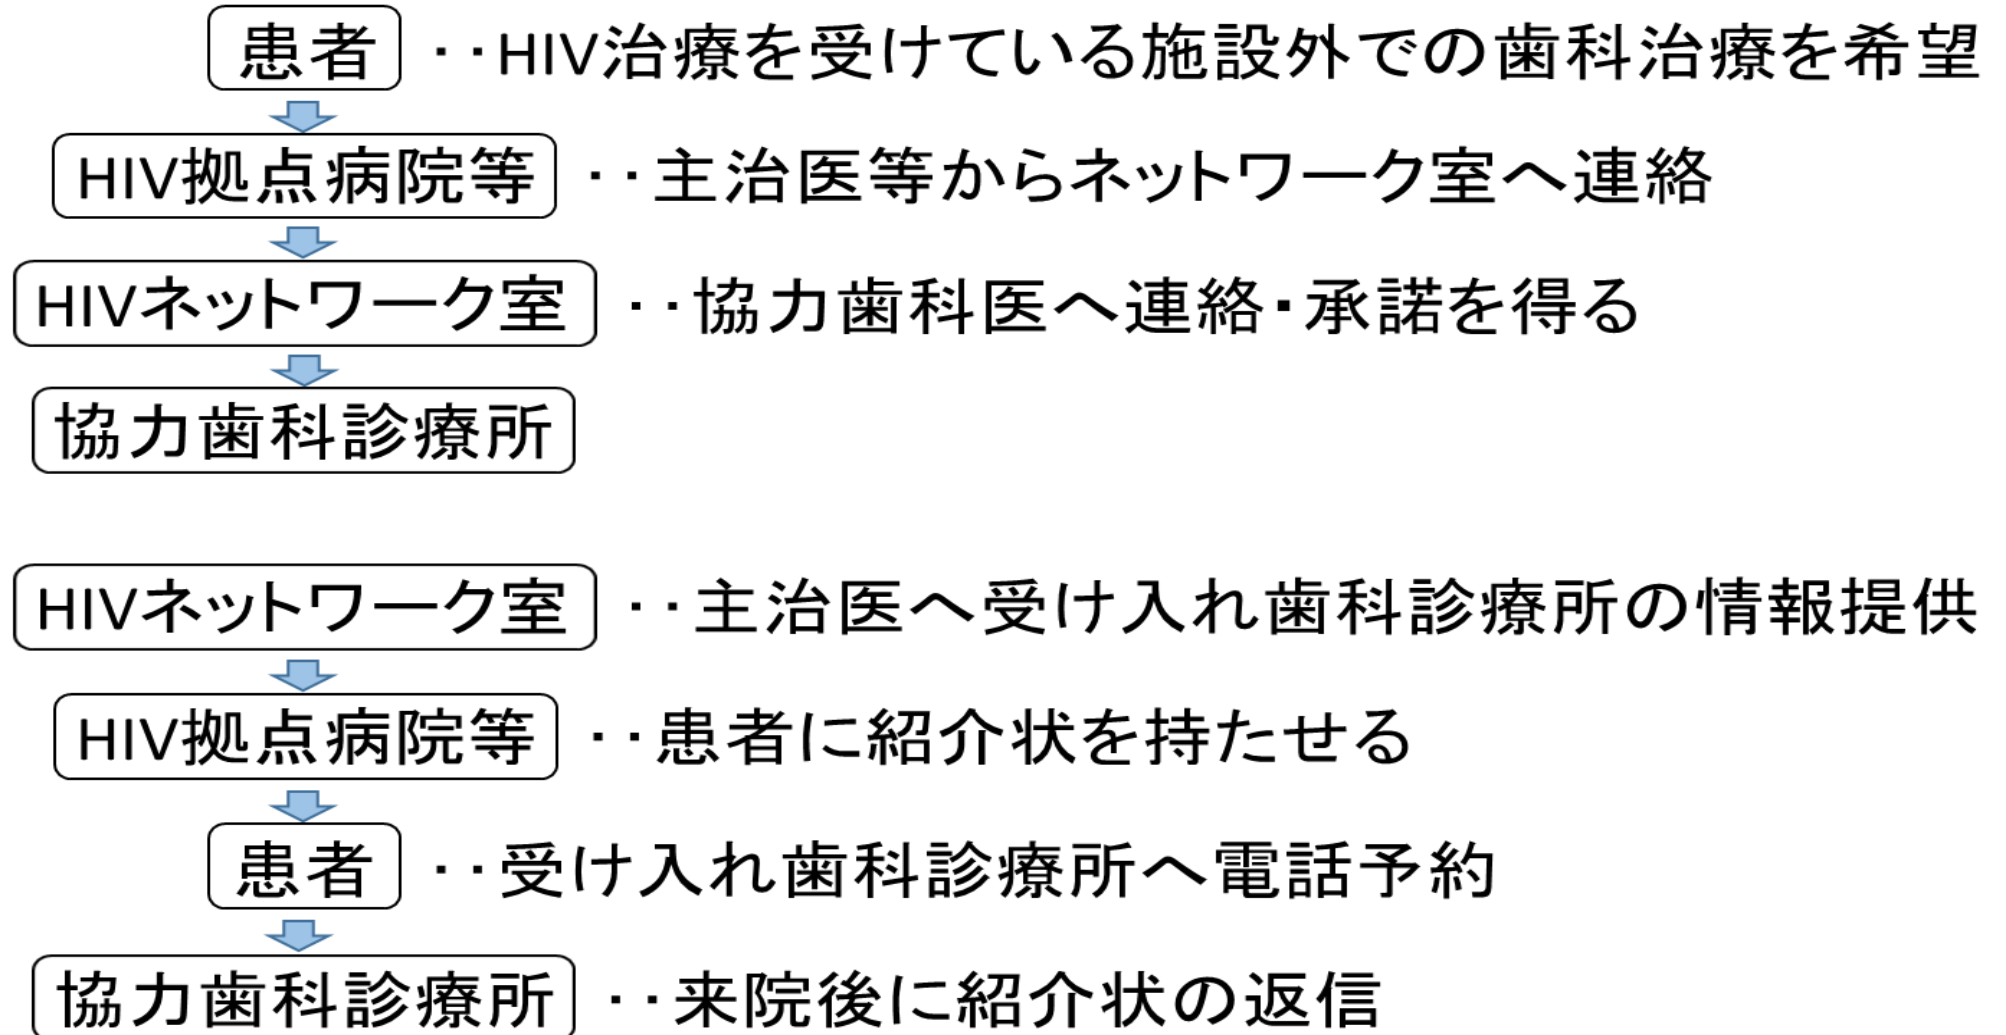 患者 ‥HIV治療を受けている施設外での歯科治療を希望
HIV拠点病院等 ‥主治医等からネットワーク室へ連絡
HIVネットワーク室 ‥協力歯科医へ連絡・承諾を得る
協力歯科診療所
HIVネットワーク室 ‥主治医へ受け入れ歯科診療所の情報提供
HIV拠点病院等 ‥患者に紹介状を持たせる
患者 ‥受け入れ歯科診療所へ電話予約
協力歯科診療所 ‥来院後に紹介状の返信